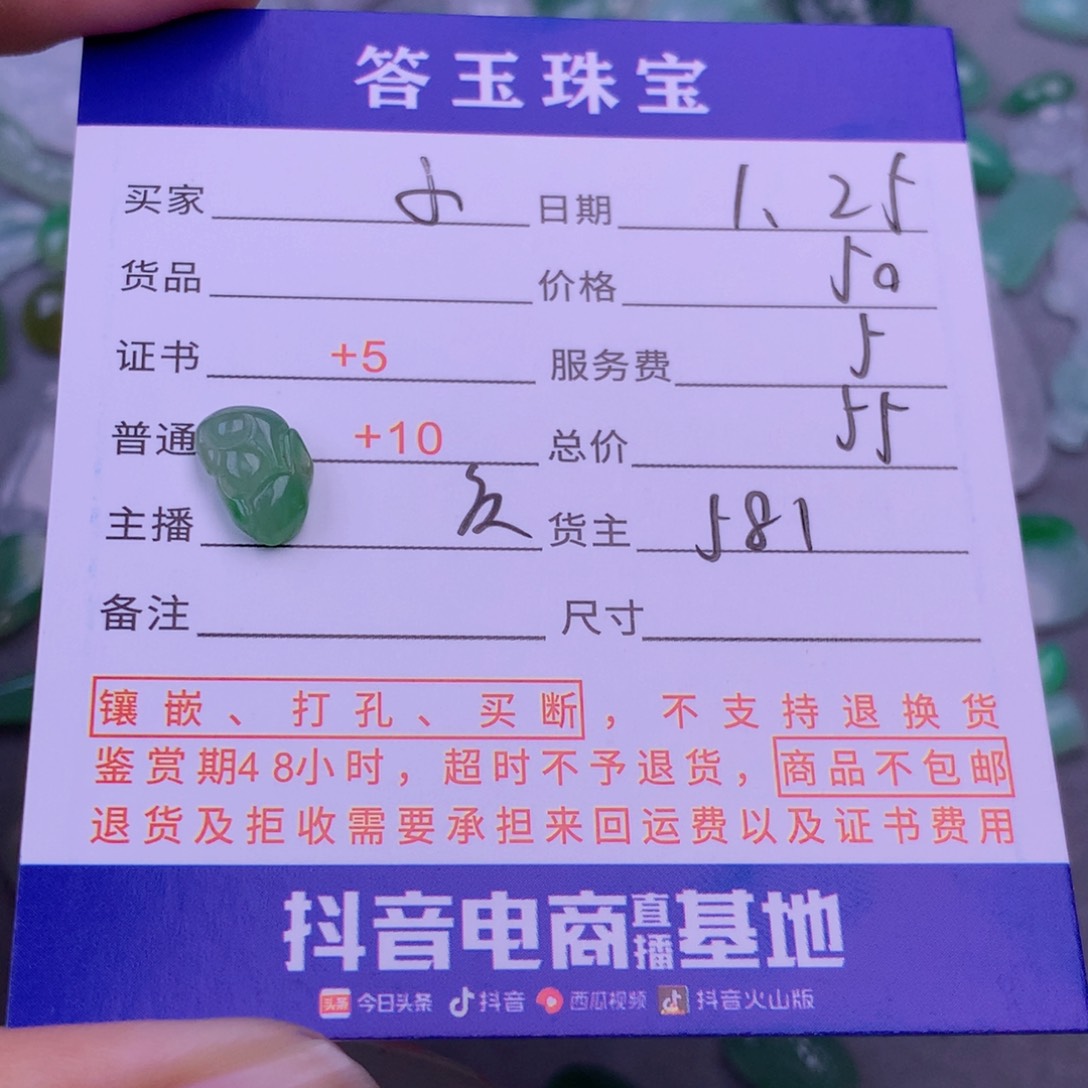 答玉珠宝
买家 小 日期 1、25
货品 价格 50
证书 +5 服务费 5
普通 +10 总价 55
主播 货主 581
备注 尺寸
镶嵌、打孔、买断，不支持退换货
鉴赏期48小时，超时不予退货，商品不包邮
退货及拒收需要承担来回运费以及证书费用
抖音电商直播基地
头条 今日头条 抖音 西瓜视频 抖音火山版